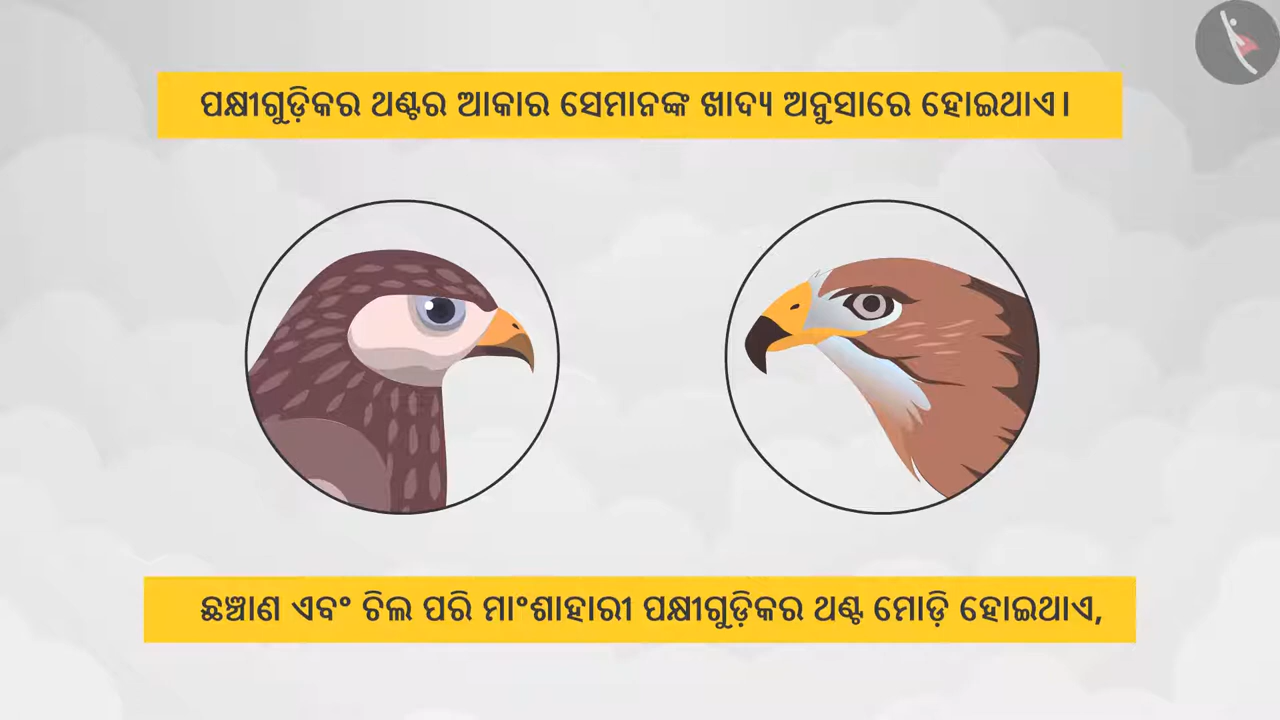 ପକ୍ଷୀଗୁଡ଼ିକର ଥଣ୍ଟର ଆକାର ସେମାନଙ୍କ ଖାଦ୍ୟ ଅନୁସାରେ ହୋଇଥାଏ।
ଛଞ୍ଚାଣ ଏବଂ ଚିଲ ପରି ମାଂଶାହାରୀ ପକ୍ଷୀଗୁଡ଼ିକର ଥଣ୍ଟ ମୋଡ଼ି ହୋଇଥାଏ,